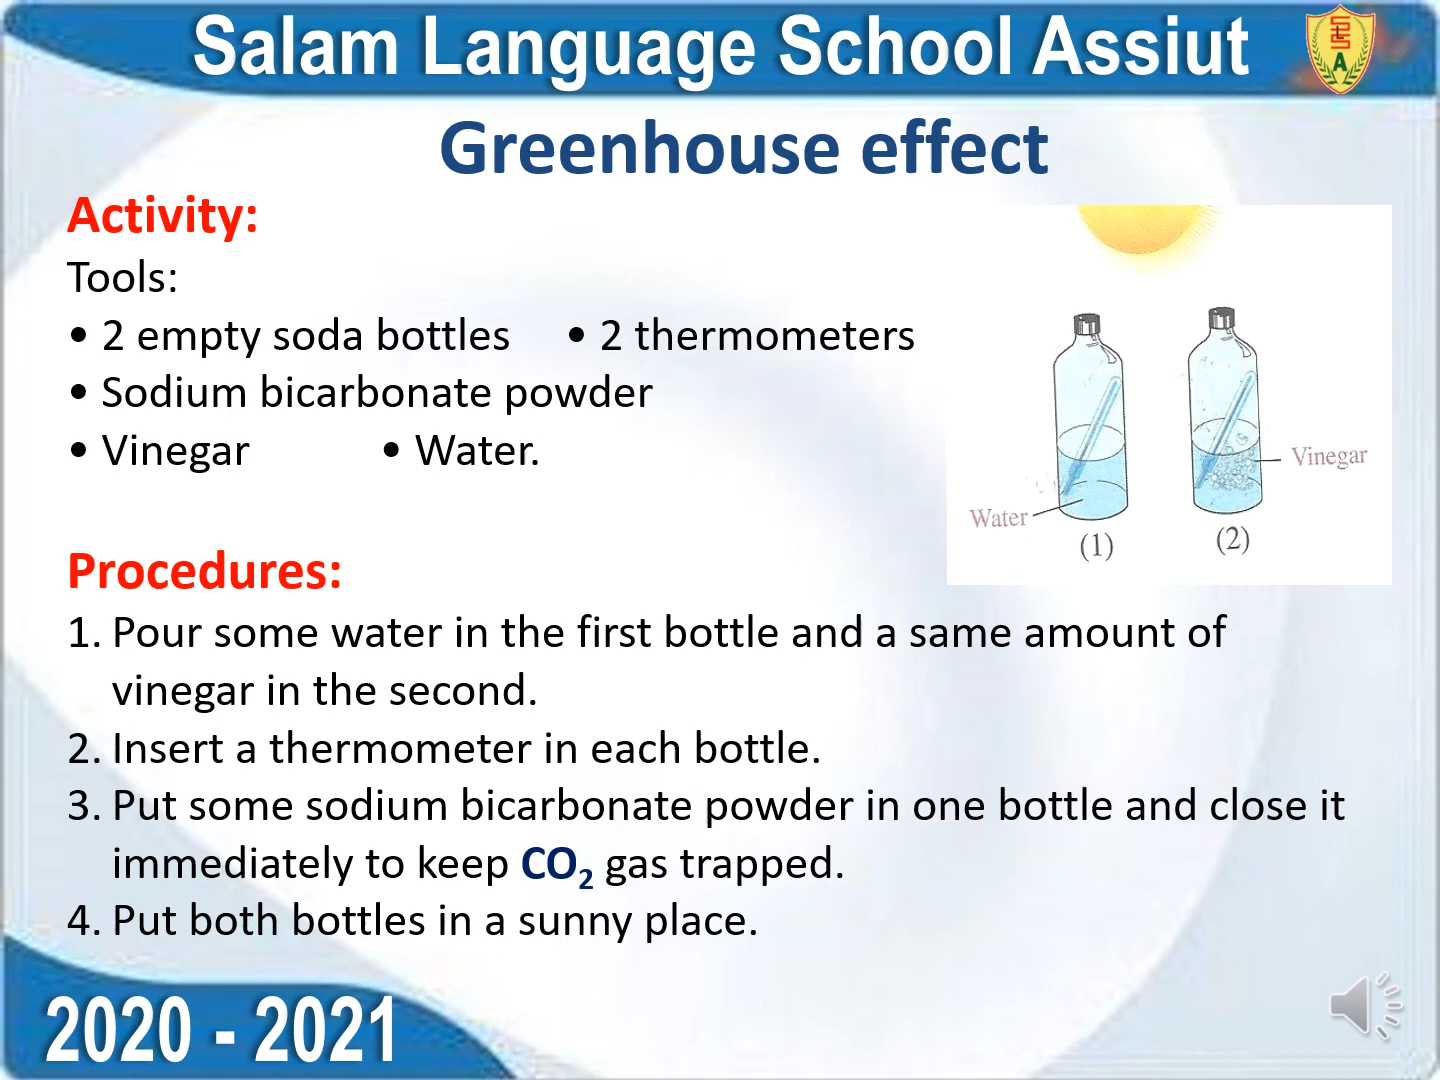 Salam Language School Assiut
Greenhouse effect
Activity:
Tools:
• 2 empty soda bottles • 2 thermometers
• Sodium bicarbonate powder
• Vinegar • Water.
Vinegar
Water
(1)
(2)
Procedures:
1. Pour some water in the first bottle and a same amount of
vinegar in the second.
2. Insert a thermometer in each bottle.
3. Put some sodium bicarbonate powder in one bottle and close it
immediately to keep CO₂ gas trapped.
4. Put both bottles in a sunny place.
2020 - 2021